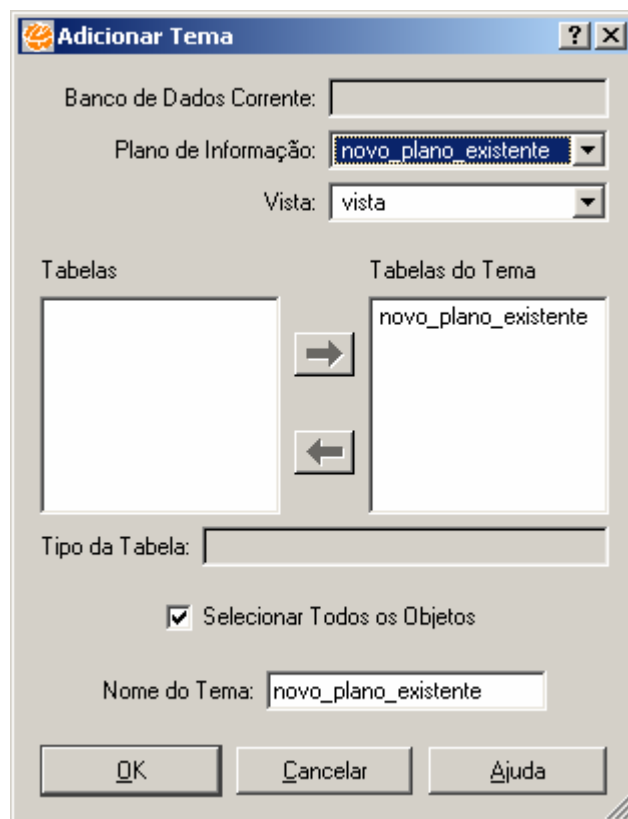 Adicionar Tema
Banco de Dados Corrente:
Plano de Informação: novo_plano_existente
Vista: vista
Tabelas Tabelas do Tema
novo_plano_existente
Tipo da Tabela:
Selecionar Todos os Objetos
Nome do Tema: novo_plano_existente
OK Cancelar Ajuda